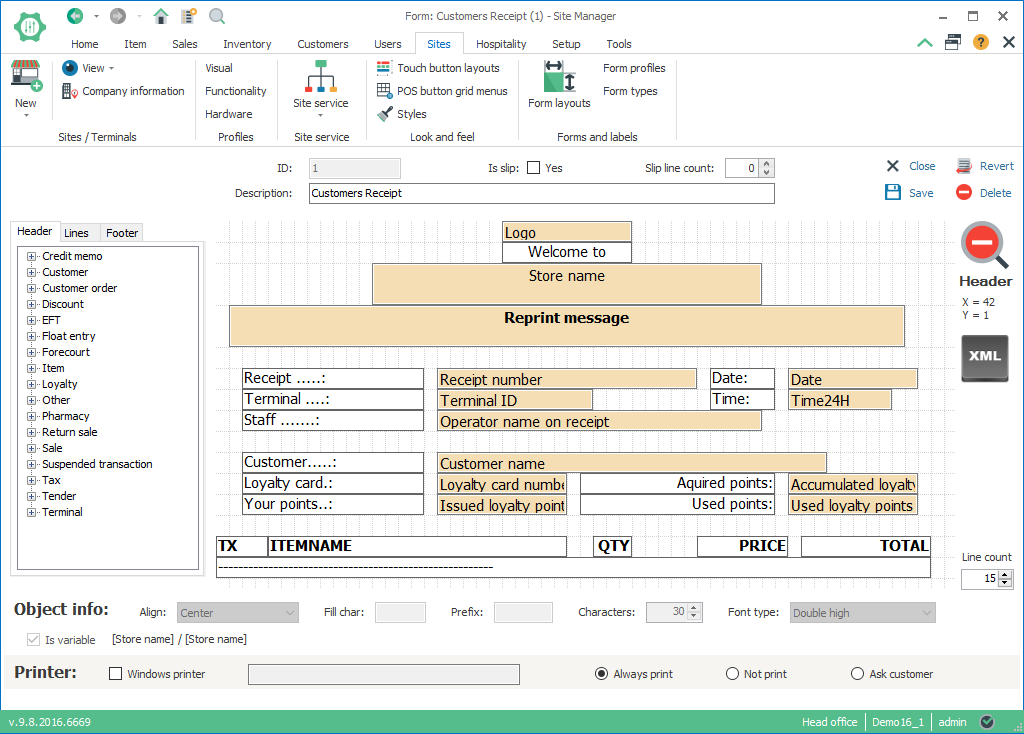 Form: Customers Receipt (1) - Site Manager
Home Item Sales Inventory Customers Users Sites Hospitality Setup Tools
?
New
View
Company information
Sites / Terminals
Visual
Functionality
Hardware
Profiles
Site service
Site service
Touch button layouts
POS button grid menus
Styles
Look and feel
Form layouts
Form profiles
Form types
Forms and labels
ID: 1 Is slip: Yes Slip line count: 0
Description: Customers Receipt
Close Revert
Save Delete
Header Lines Footer
Credit memo
Customer
Customer order
Discount
EFT
Float entry
Forecourt
Item
Loyalty
Other
Pharmacy
Return sale
Sale
Suspended transaction
Tax
Tender
Terminal
Logo
Welcome to
Store name
Reprint message
Receipt .....: Receipt number Date: Date
Terminal ....: Terminal ID Time: Time24H
Staff .......: Operator name on receipt
Customer.....: Customer name
Loyalty card.: Loyalty card numbe Aquired points: Accumulated loyalty
Your points..: Issued loyalty point Used points: Used loyalty points
TX ITEMNAME QTY PRICE TOTAL
-------------------------------------------------------
Header
X = 42
Y = 1
XML
Line count
15
Object info: Align: Center Fill char: Prefix: Characters: 30 Font type: Double high
Is variable [Store name] / [Store name]
Printer: Windows printer Always print Not print Ask customer
v.9.8.2016.6669 Head office Demo16_1 admin